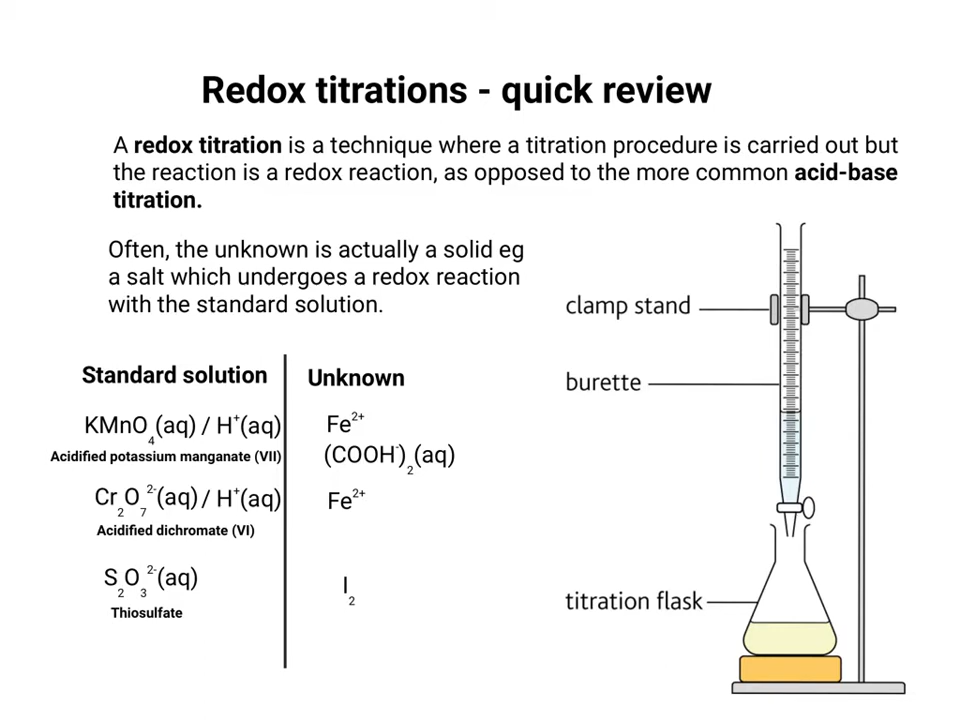 Redox titrations - quick review
A redox titration is a technique where a titration procedure is carried out but
the reaction is a redox reaction, as opposed to the more common acid-base
titration.
Often, the unknown is actually a solid eg
a salt which undergoes a redox reaction
with the standard solution.
clamp stand
burette
titration flask
Standard solution
Unknown
KMnO₄(aq) / H⁺(aq)
Fe²⁺
Acidified potassium manganate (VII)
(COOH⁻)₂(aq)
Cr₂O₇²⁻(aq) / H⁺(aq)
Fe²⁺
Acidified dichromate (VI)
S₂O₃²⁻(aq)
I₂
Thiosulfate